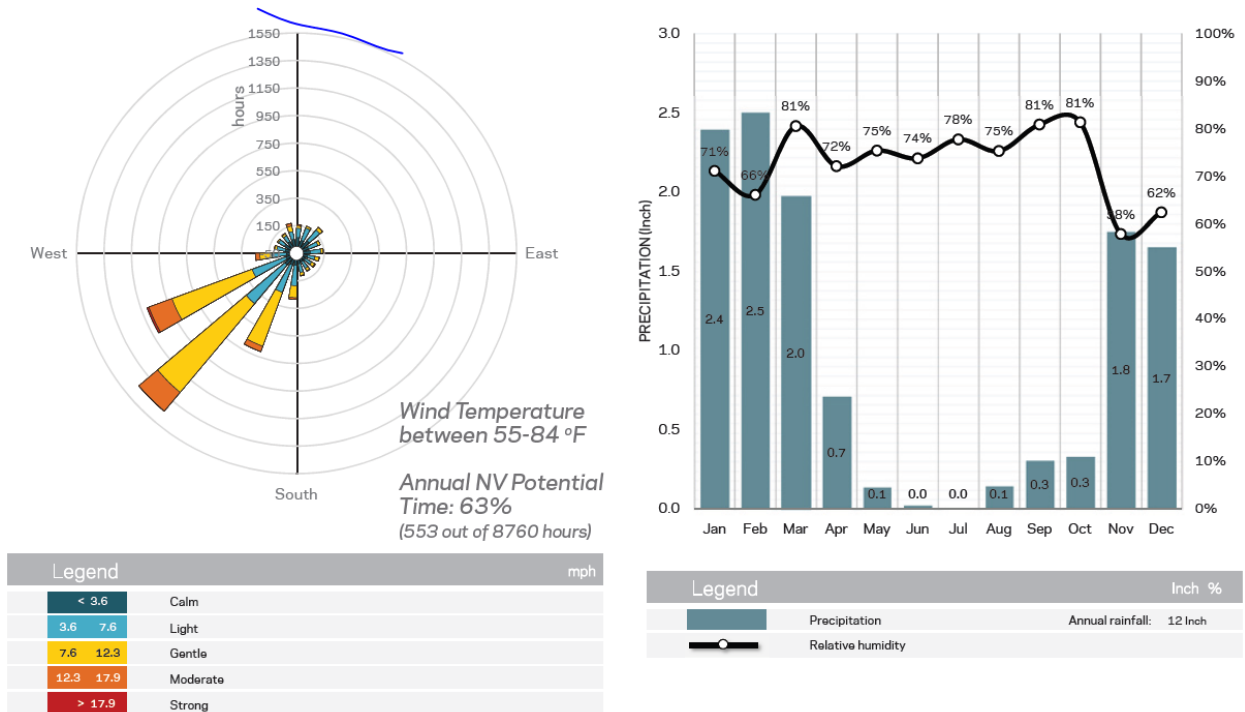 1550
1350
1150
950
750
550
350
150
hours
West
East
South
Wind Temperature
between 55-84 ºF
Annual NV Potential
Time: 63%
(553 out of 8760 hours)
Legend mph
< 3.6 Calm
3.6 7.6 Light
7.6 12.3 Gentle
12.3 17.9 Moderate
> 17.9 Strong
3.0
2.5
2.0
1.5
1.0
0.5
0.0
PRECIPITATION(Inch)
100%
90%
80%
70%
60%
50%
40%
30%
20%
10%
0%
71% 66% 81% 72% 75% 74% 78% 75% 81% 81% 58% 62%
2.4 2.5 2.0 0.7 0.1 0.0 0.0 0.1 0.3 0.3 1.8 1.7
Jan Feb Mar Apr May Jun Jul Aug Sep Oct Nov Dec
Legend Inch %
Precipitation Annual rainfall: 12 Inch
Relative humidity